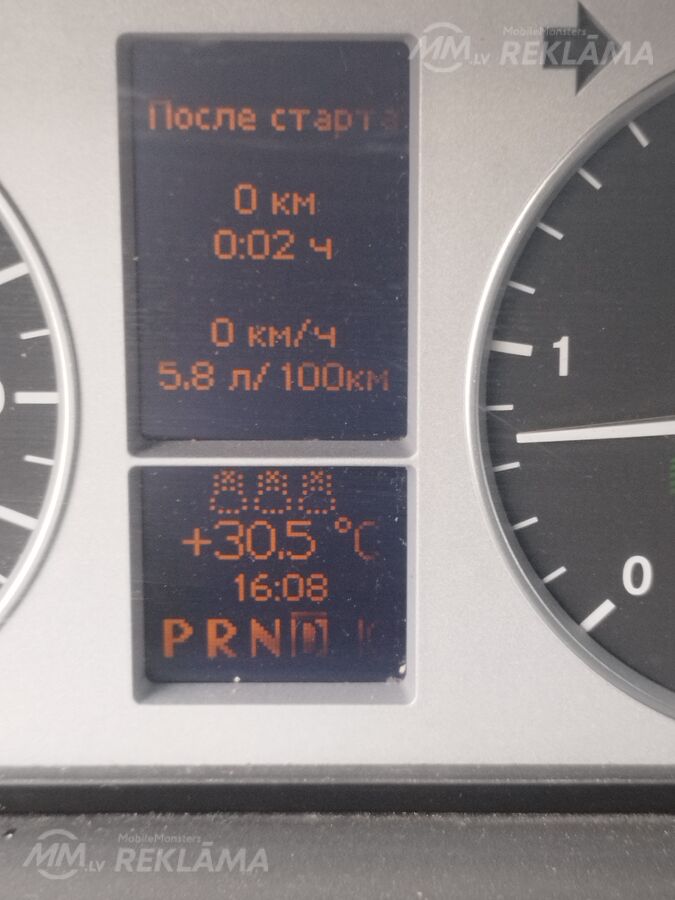 MobileMonsters
MM.LV REKLĀMA
После старта
0 км
0:02 ч
0 км/ч
5.8 л/100км
+30.5 °C
16:08
PRND
1
0
MobileMonsters
MM.LV REKLĀMA